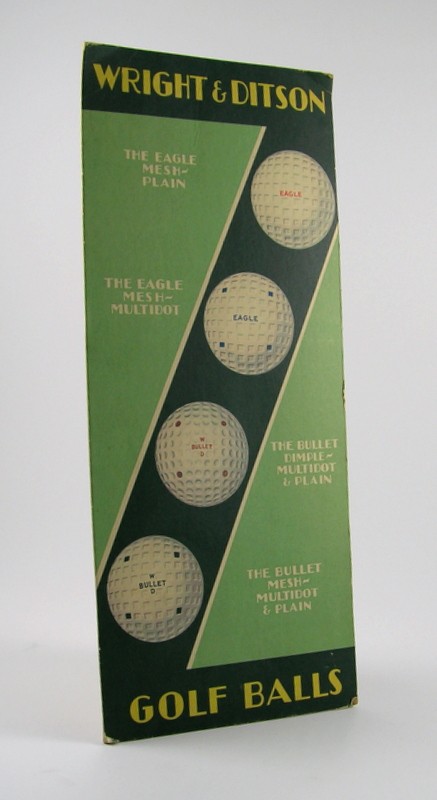 WRIGHT & DITSON
THE EAGLE
MESH~
PLAIN
EAGLE
THE EAGLE
MESH~
MULTIDOT
EAGLE
W
BULLET
D
THE BULLET
DIMPLE~
MULTIDOT
& PLAIN
W
BULLET
D
THE BULLET
MESH~
MULTIDOT
& PLAIN
GOLF BALLS